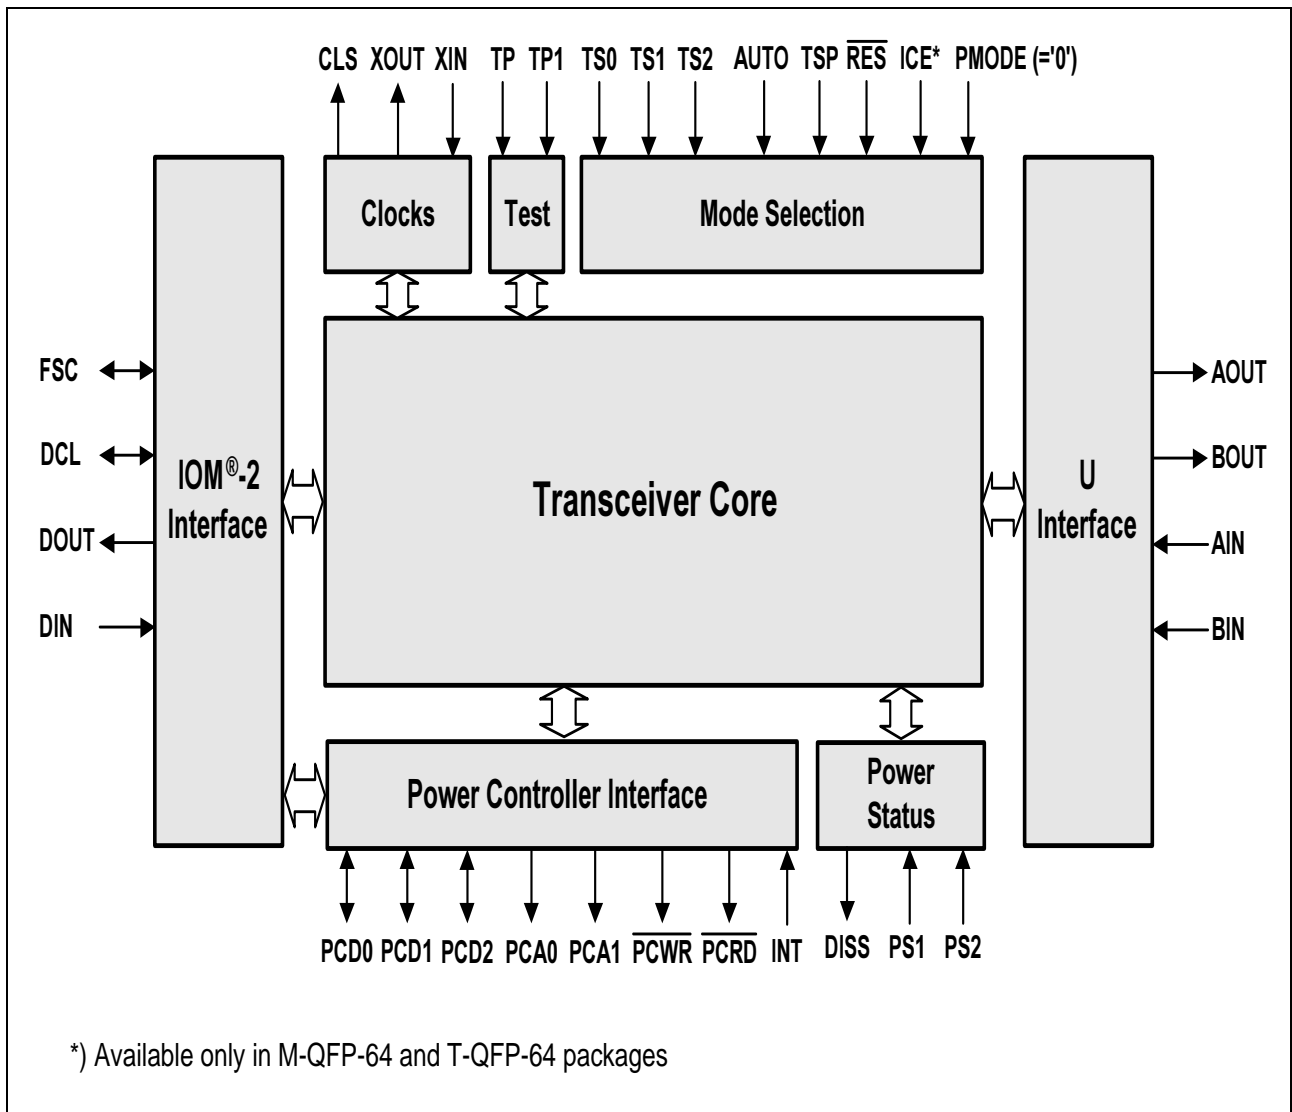 CLS XOUT XIN TP TP1 TS0 TS1 TS2 AUTO TSP RES ICE* PMODE (='0')
Clocks
Test
Mode Selection
FSC
DCL
DOUT
DIN
IOM®-2
Interface
Transceiver Core
U
Interface
AOUT
BOUT
AIN
BIN
Power Controller Interface
Power
Status
PCD0 PCD1 PCD2 PCA0 PCA1 PCWR PCRD INT DISS PS1 PS2
*) Available only in M-QFP-64 and T-QFP-64 packages